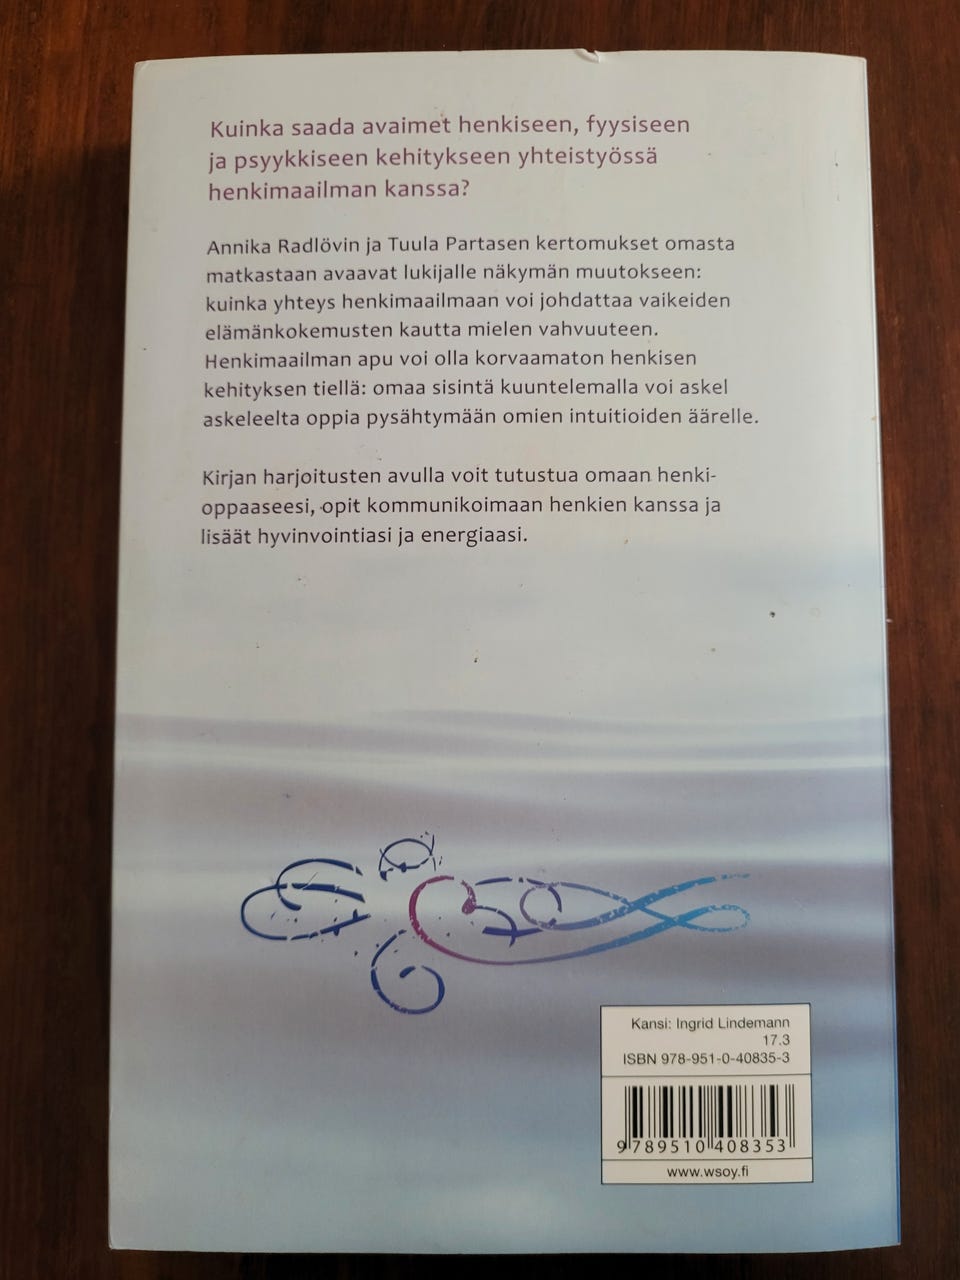 Kuinka saada avaimet henkiseen, fyysiseen
ja psyykkiseen kehitykseen yhteistyössä
henkimaailman kanssa?
Annika Radlövin ja Tuula Partasen kertomukset omasta
matkastaan avaavat lukijalle näkymän muutokseen:
kuinka yhteys henkimaailmaan voi johdattaa vaikeiden
elämänkokemusten kautta mielen vahvuuteen.
Henkimaailman apu voi olla korvaamaton henkisen
kehityksen tiellä: omaa sisintä kuuntelemalla voi askel
askeleelta oppia pysähtymään omien intuitioiden äärelle.
Kirjan harjoitusten avulla voit tutustua omaan henki-
oppaaseesi, opit kommunikoimaan henkien kanssa ja
lisäät hyvinvointiasi ja energiaasi.
Kansi: Ingrid Lindemann
17.3
ISBN 978-951-0-40835-3
9 789510 408353
www.wsoy.fi